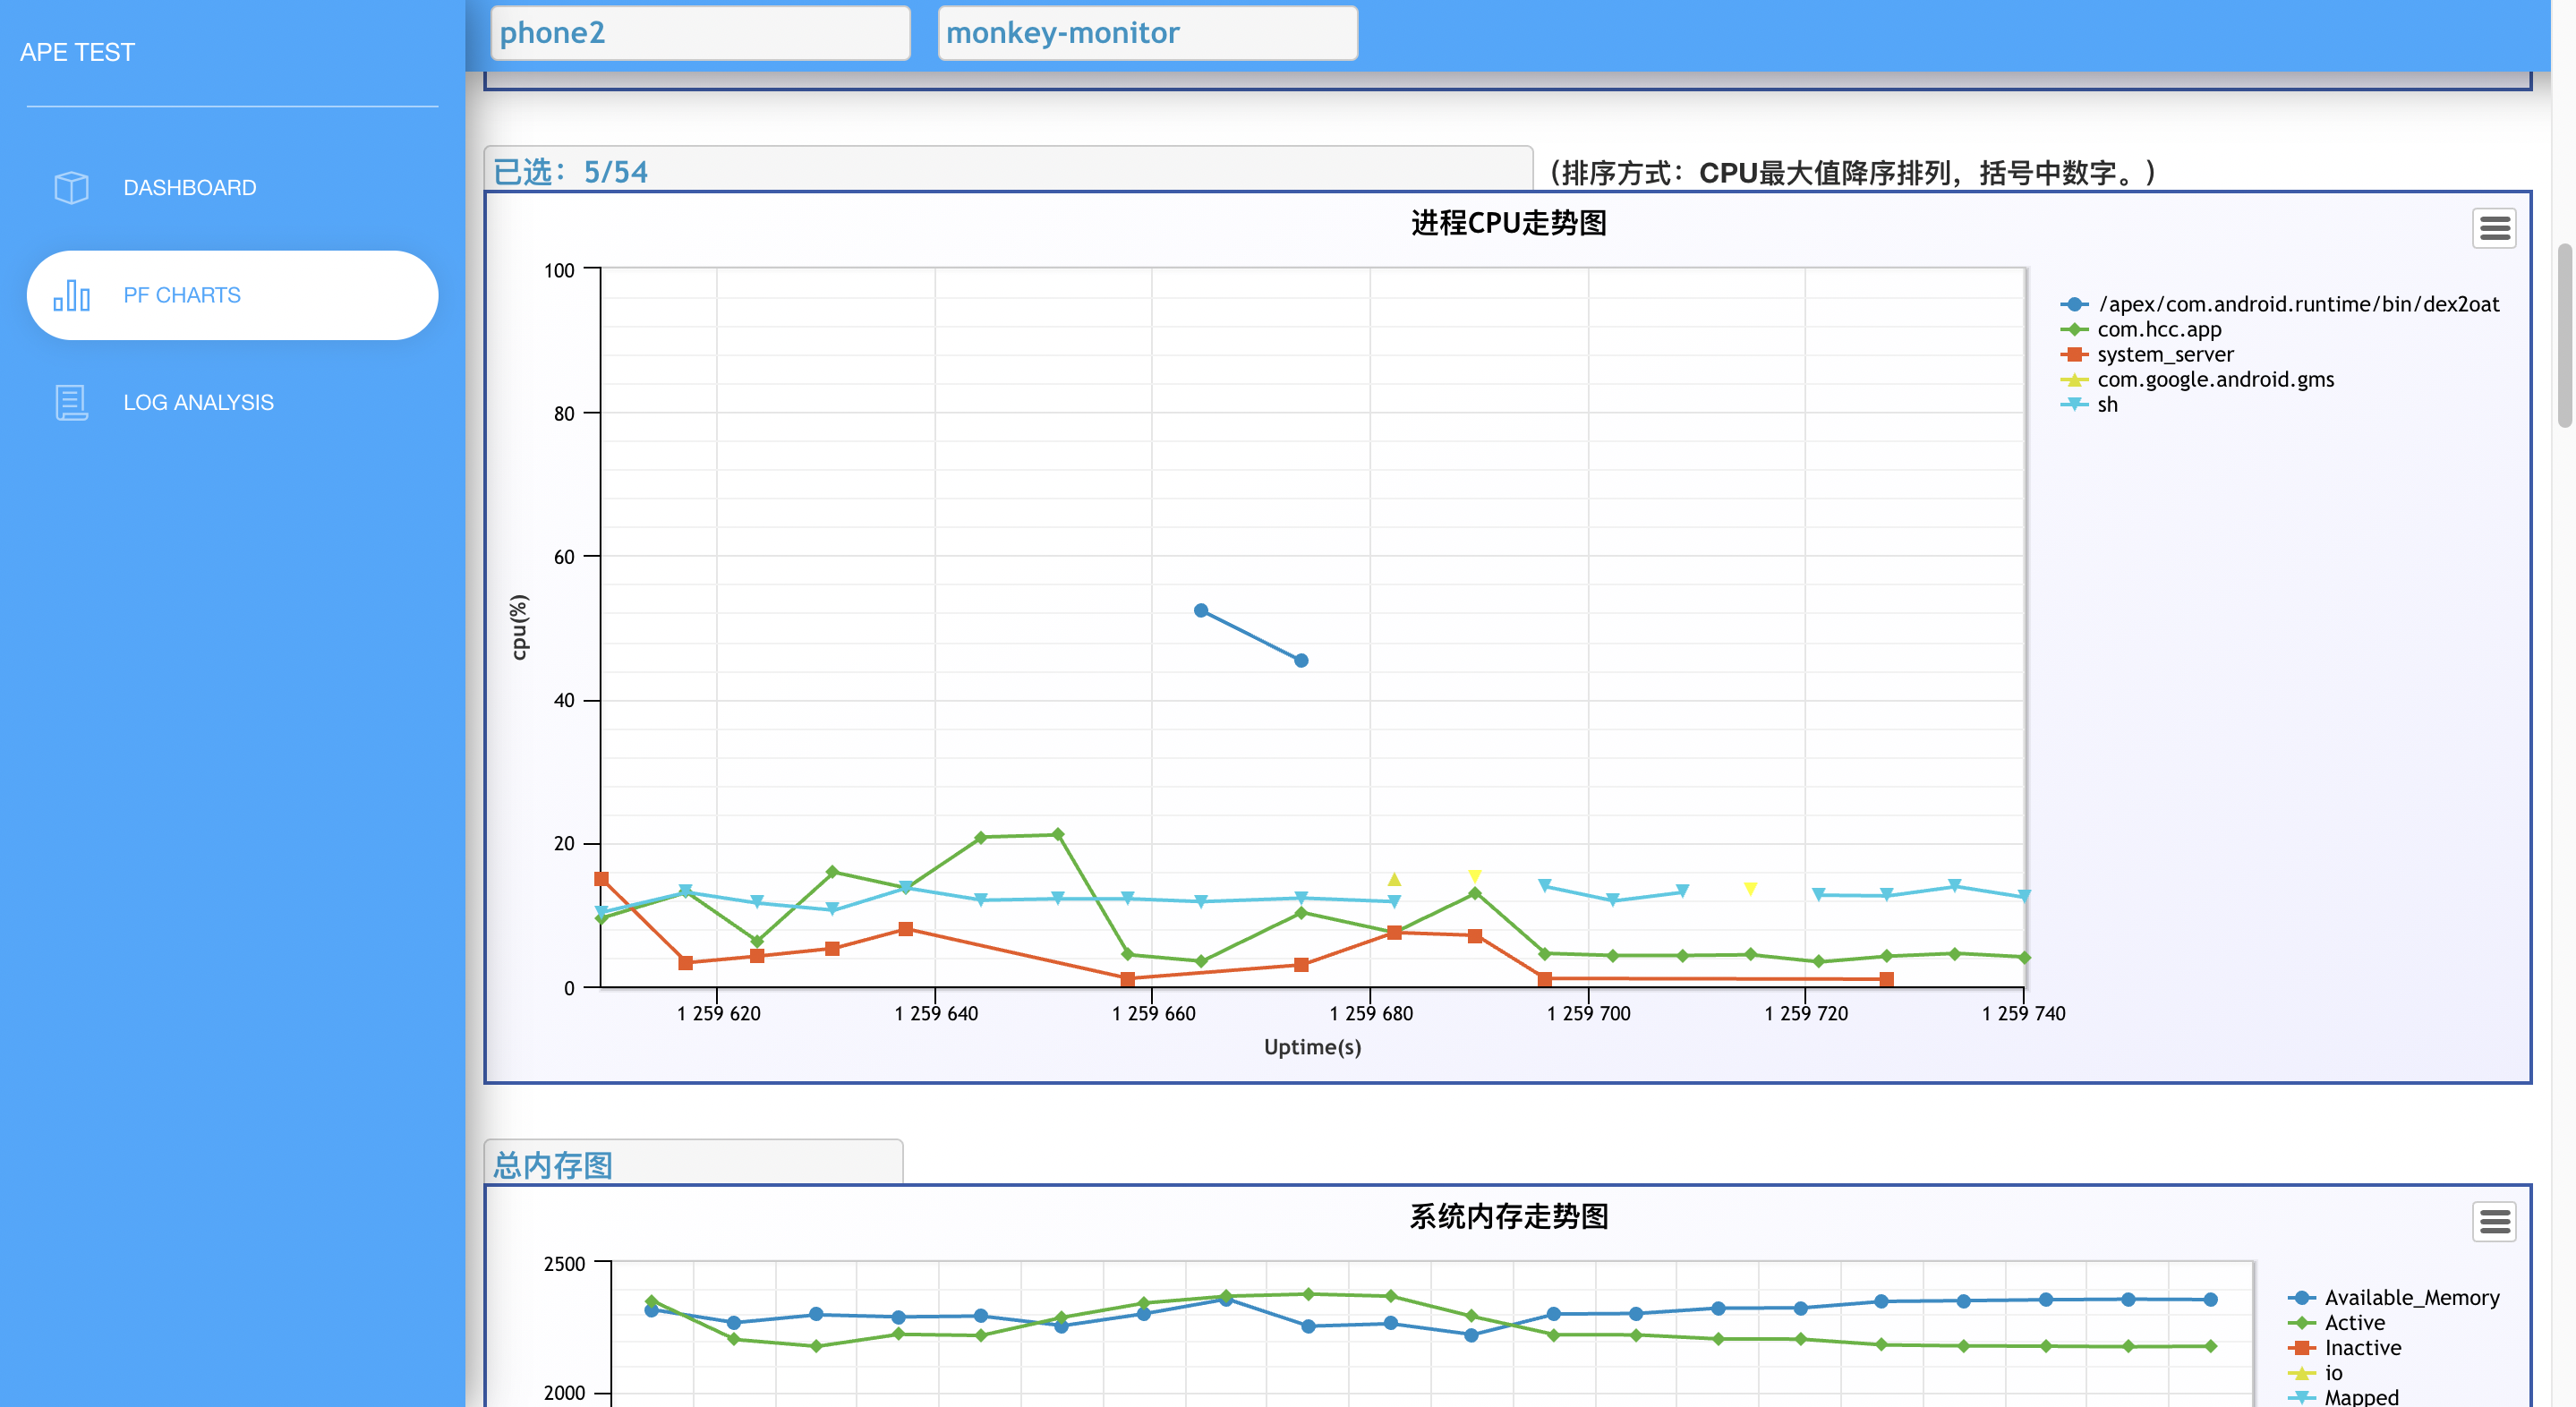 APE TEST
DASHBOARD
PF CHARTS
LOG ANALYSIS
phone2
monkey-monitor
已选：5/54
（排序方式：CPU最大值降序排列，括号中数字。）
进程CPU走势图
100
80
60
40
20
0
cpu(%)
1 259 620
1 259 640
1 259 660
1 259 680
1 259 700
1 259 720
1 259 740
Uptime(s)
/apex/com.android.runtime/bin/dex2oat
com.hcc.app
system_server
com.google.android.gms
sh
总内存图
系统内存走势图
2500
2000
Available_Memory
Active
Inactive
io
Mapped